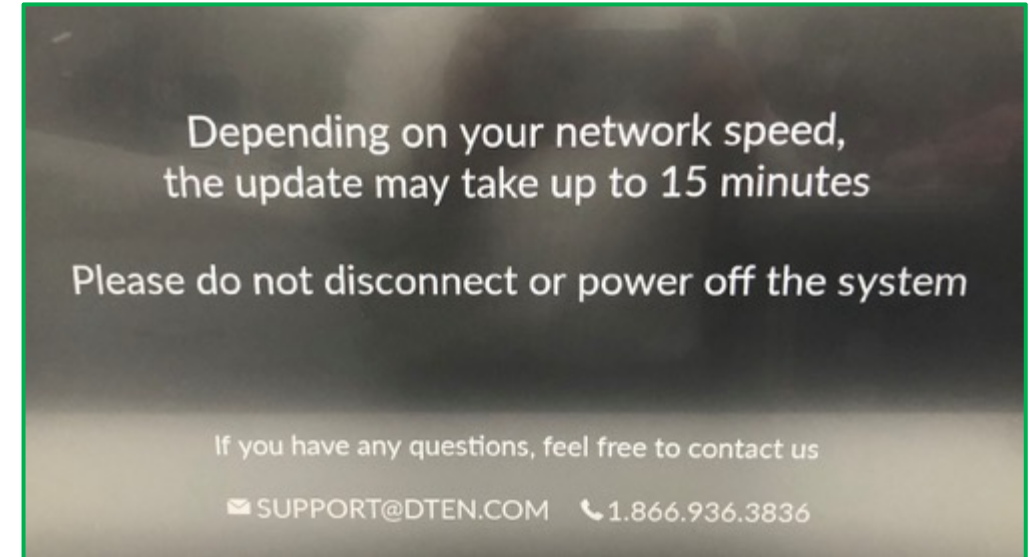 Depending on your network speed,
the update may take up to 15 minutes
Please do not disconnect or power off the system
If you have any questions, feel free to contact us
SUPPORT@DTEN.COM 1.866.936.3836